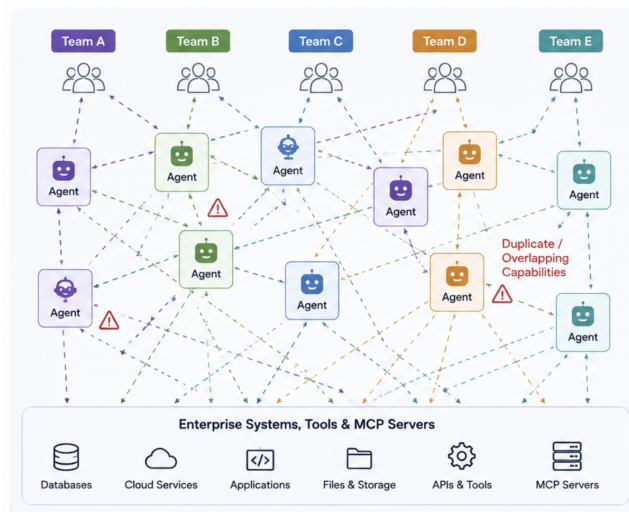 Team A
Team B
Team C
Team D
Team E
Agent
Agent
Agent
Agent
Agent
Agent
Agent
Duplicate /
Overlapping
Capabilities
Agent
Agent
Agent
Agent
Enterprise Systems, Tools & MCP Servers
Databases
Cloud Services
Applications
Files & Storage
APIs & Tools
MCP Servers